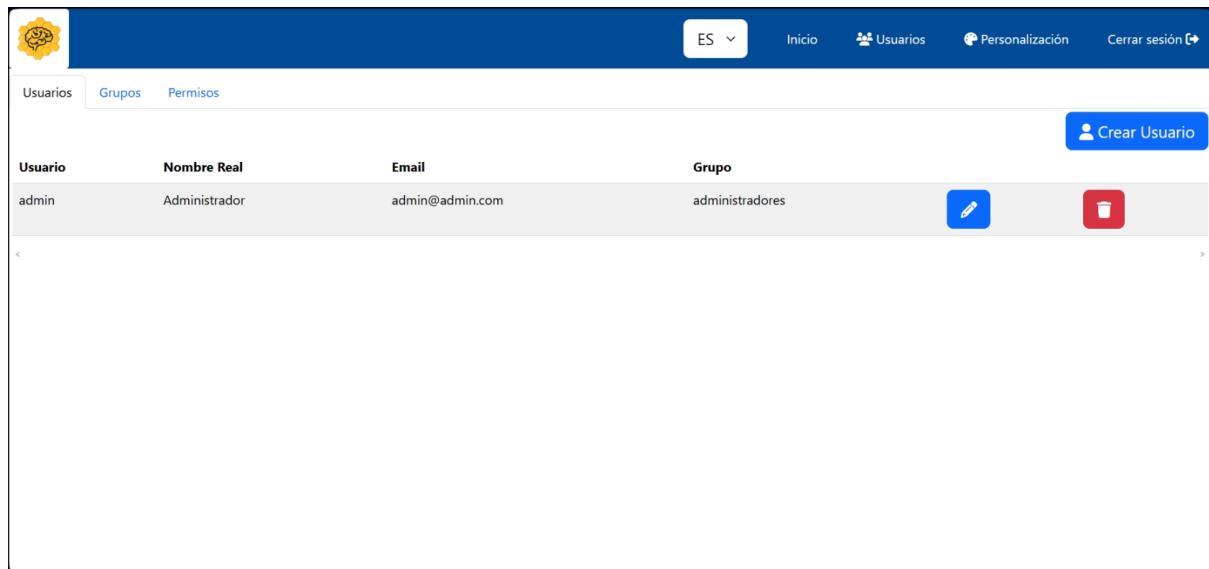 ES Inicio Usuarios Personalización Cerrar sesión
Usuarios Grupos Permisos
Crear Usuario
Usuario Nombre Real Email Grupo
admin Administrador admin@admin.com administradores
‹ ›